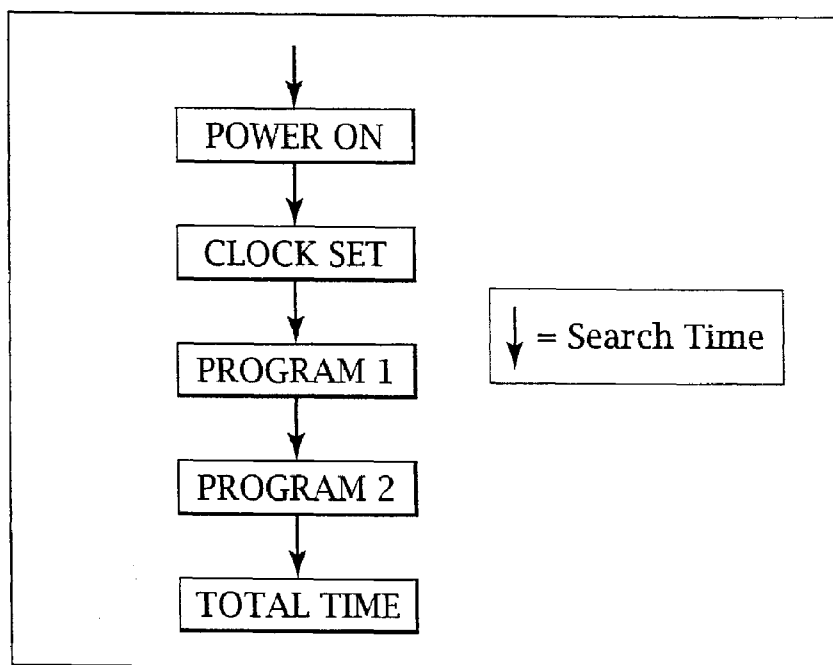 POWER ON
CLOCK SET
PROGRAM 1
PROGRAM 2
TOTAL TIME
= Search Time